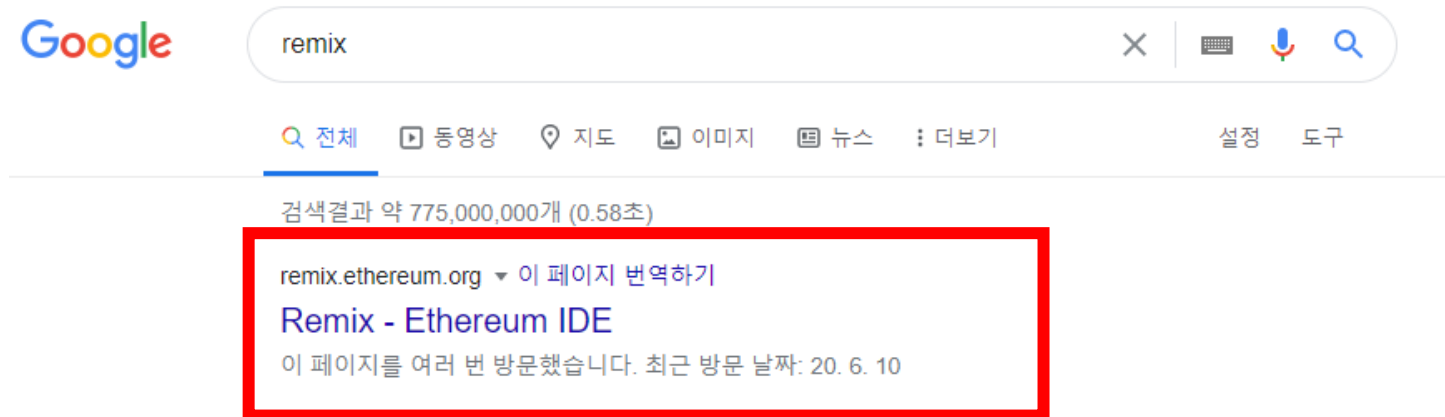 Google
remix
전체 동영상 지도 이미지 뉴스 더보기 설정 도구
검색결과 약 775,000,000개 (0.58초)
remix.ethereum.org 이 페이지 번역하기
Remix - Ethereum IDE
이 페이지를 여러 번 방문했습니다. 최근 방문 날짜: 20. 6. 10